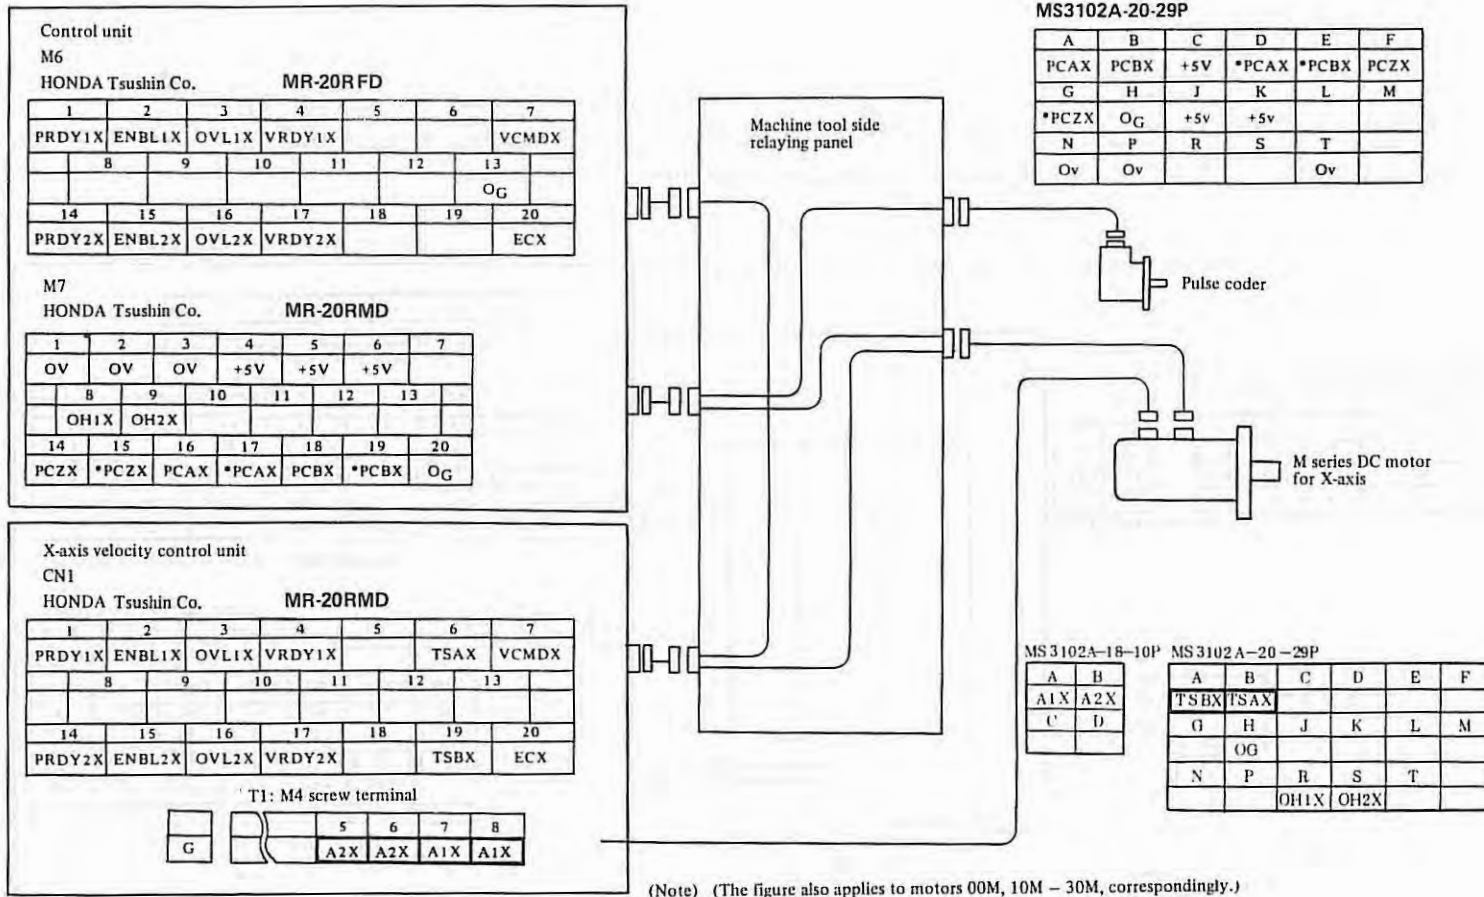 Control unit
M6
HONDA Tsushin Co. MR-20RFD
1 2 3 4 5 6 7
PRDY1X ENBL1X OVL1X VRDY1X VCMDX
8 9 10 11 12 13
OG
14 15 16 17 18 19 20
PRDY2X ENBL2X OVL2X VRDY2X ECX
M7
HONDA Tsushin Co. MR-20RMD
1 2 3 4 5 6 7
OV OV OV +5V +5V +5V
8 9 10 11 12 13
OH1X OH2X
14 15 16 17 18 19 20
PCZX *PCZX PCAX *PCAX PCBX *PCBX OG
X-axis velocity control unit
CN1
HONDA Tsushin Co. MR-20RMD
1 2 3 4 5 6 7
PRDY1X ENBL1X OVL1X VRDY1X TSAX VCMDX
8 9 10 11 12 13
14 15 16 17 18 19 20
PRDY2X ENBL2X OVL2X VRDY2X TSBX ECX
T1: M4 screw terminal
5 6 7 8
G A2X A2X A1X A1X
Machine tool side
relaying panel
MS3102A-20-29P
A B C D E F
PCAX PCBX +5V *PCAX *PCBX PCZX
G H J K L M
*PCZX OG +5v +5v
N P R S T
Ov Ov Ov
Pulse coder
M series DC motor
for X-axis
MS3102A-18-10P
A B
A1X A2X
C D
MS3102A-20-29P
A B C D E F
TSBX TSAX
G H J K L M
OG
N P R S T
OH1X OH2X
(Note) (The figure also applies to motors 00M, 10M – 30M, correspondingly.)